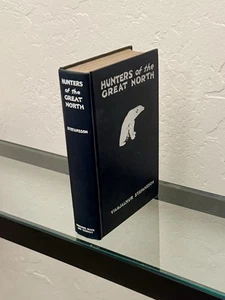 HUNTERS
of the
GREAT
NORTH
STEFANSSON
HUNTERS of the
GREAT NORTH
VILHJALMUR STEFANSSON